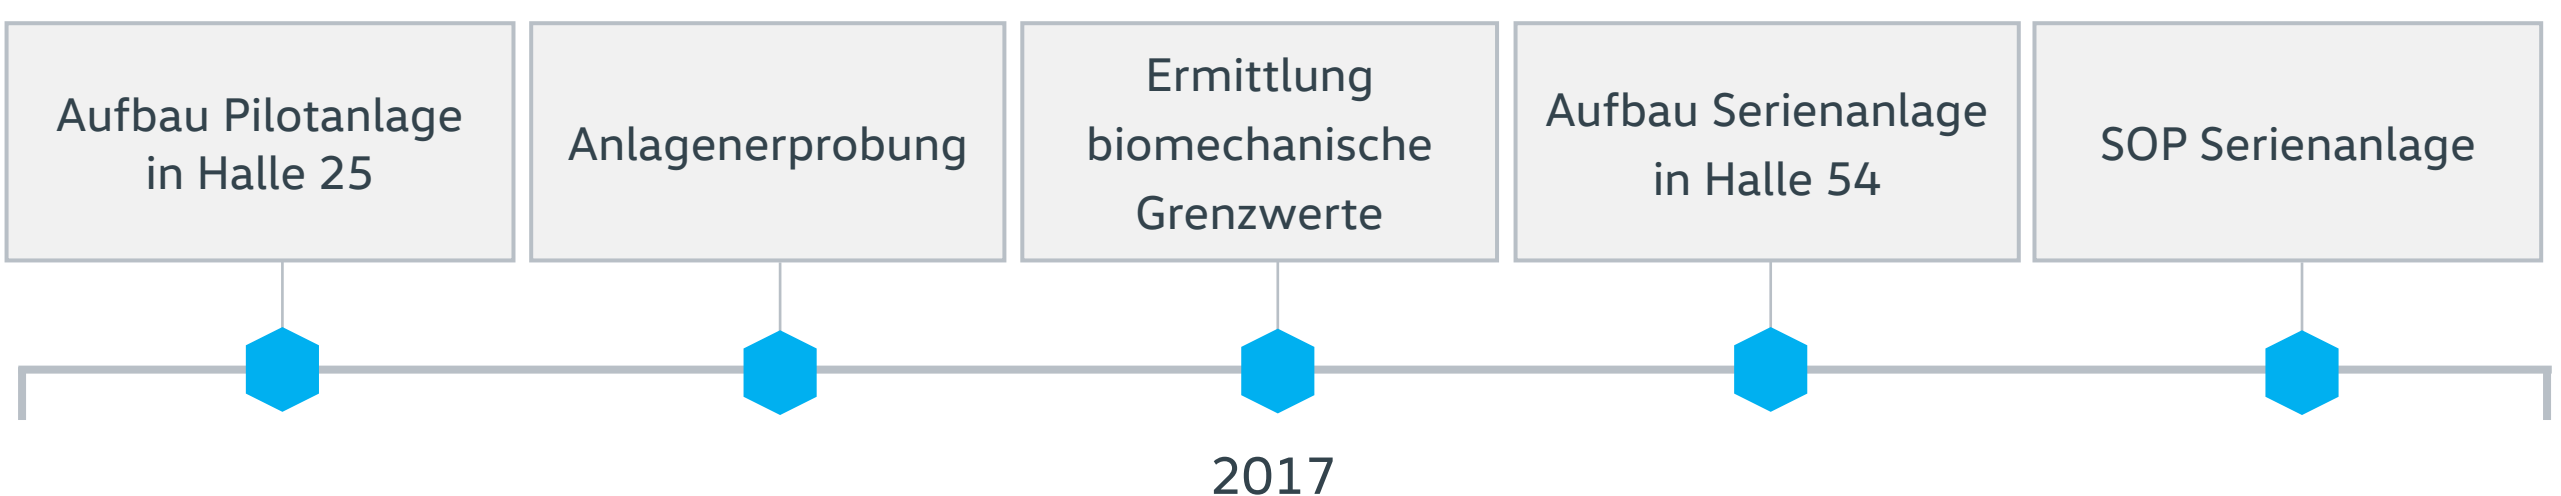 Aufbau Pilotanlage
in Halle 25
Anlagenerprobung
Ermittlung
biomechanische
Grenzwerte
Aufbau Serienanlage
in Halle 54
SOP Serienanlage
2017